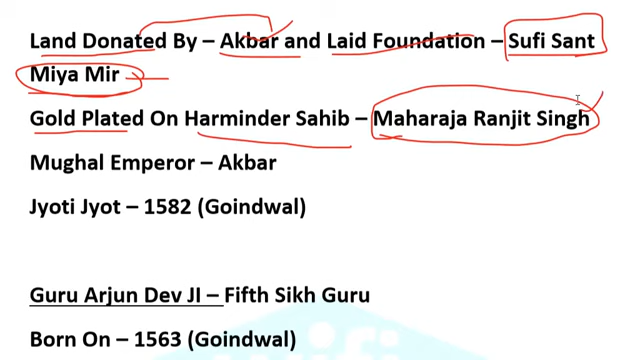 Land Donated By – Akbar and Laid Foundation – Sufi Sant
Miya Mir
Gold Plated On Harminder Sahib – Maharaja Ranjit Singh
Mughal Emperor – Akbar
Jyoti Jyot – 1582 (Goindwal)
Guru Arjun Dev JI – Fifth Sikh Guru
Born On – 1563 (Goindwal)